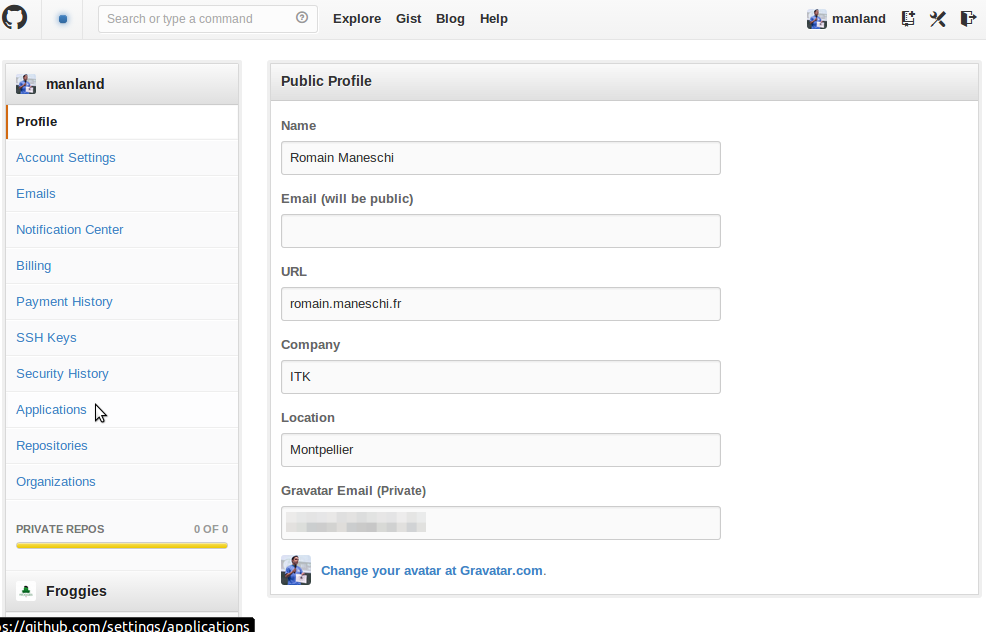 Search or type a command
Explore Gist Blog Help
manland
manland
Profile
Account Settings
Emails
Notification Center
Billing
Payment History
SSH Keys
Security History
Applications
Repositories
Organizations
PRIVATE REPOS 0 OF 0
Froggies
Public Profile
Name
Romain Maneschi
Email (will be public)
URL
romain.maneschi.fr
Company
ITK
Location
Montpellier
Gravatar Email (Private)
Change your avatar at Gravatar.com.
s://github.com/settings/applications